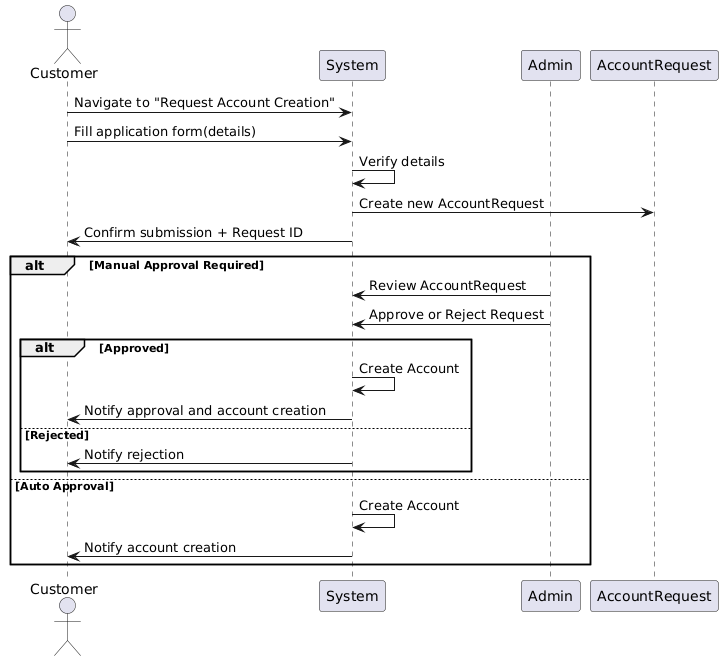 Customer
System
Admin
AccountRequest
Navigate to "Request Account Creation"
Fill application form(details)
Verify details
Create new AccountRequest
Confirm submission + Request ID
alt
[Manual Approval Required]
Review AccountRequest
Approve or Reject Request
alt
[Approved]
Create Account
Notify approval and account creation
[Rejected]
Notify rejection
[Auto Approval]
Create Account
Notify account creation
Customer
System
Admin
AccountRequest